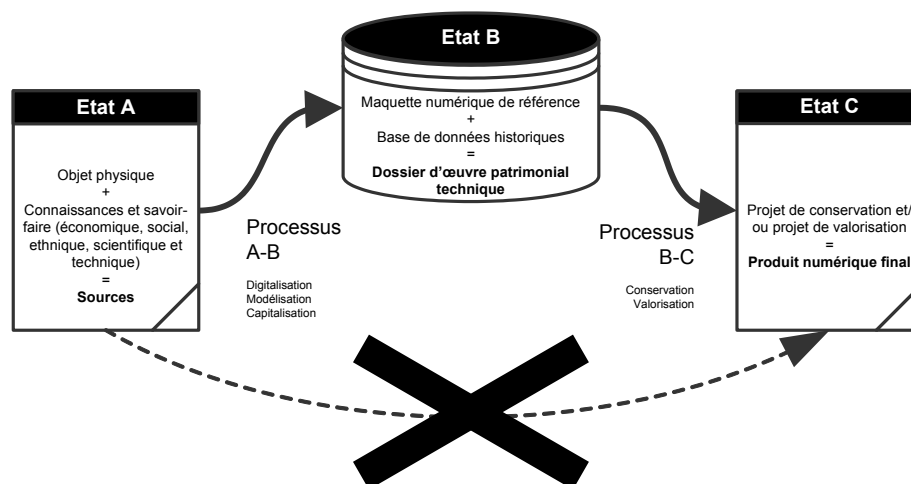 Etat A
Objet physique
+
Connaissances et savoir-
faire (économique, social,
ethnique, scientifique et
technique)
=
Sources
Processus
A-B
Digitalisation
Modélisation
Capitalisation
Etat B
Maquette numérique de référence
+
Base de données historiques
=
Dossier d’œuvre patrimonial
technique
Processus
B-C
Conservation
Valorisation
Etat C
Projet de conservation et/
ou projet de valorisation
=
Produit numérique final